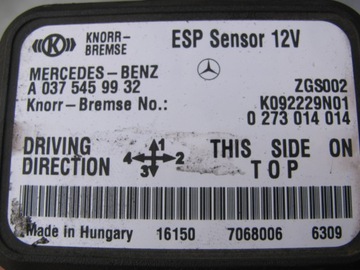 KNORR-BREMSE
ESP Sensor 12V
MERCEDES-BENZ
A 037 545 99 32
ZGS002
Knorr-Bremse No.: K092229N01
0 273 014 014
DRIVING DIRECTION
1
4 2
3
THIS SIDE ON TOP
Made in Hungary 16150 7068006 6309